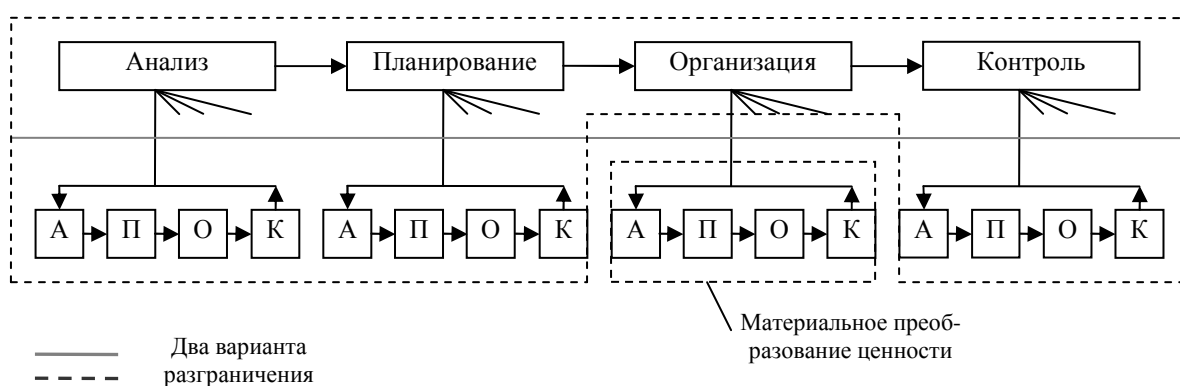 Анализ Планирование Организация Контроль
А П О К А П О К А П О К А П О К
Материальное преоб-
разование ценности
Два варианта
разграничения